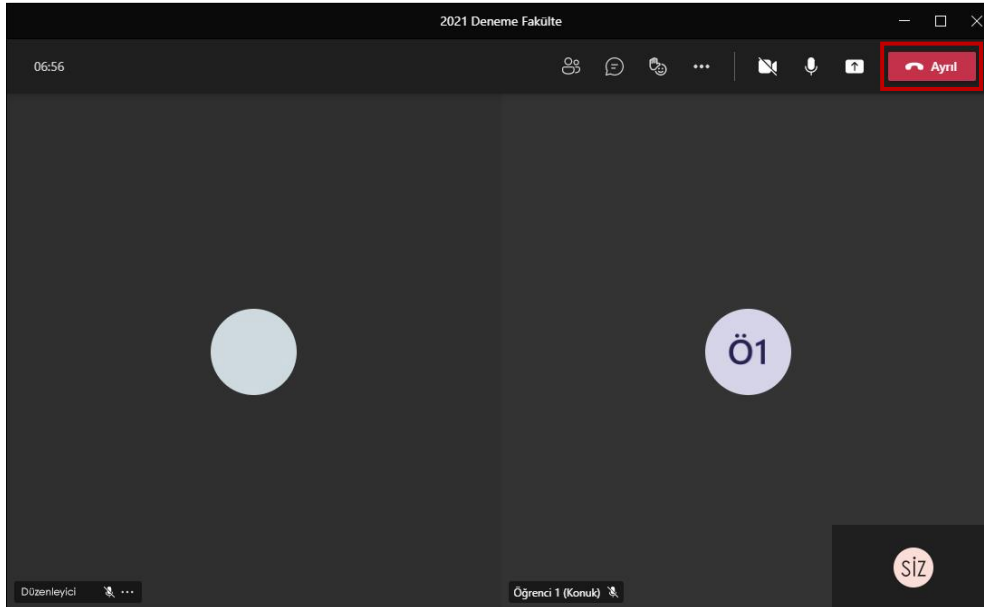 2021 Deneme Fakülte
06:56
Ayrıl
Ö1
SİZ
Düzenleyici
Öğrenci 1 (Konuk)